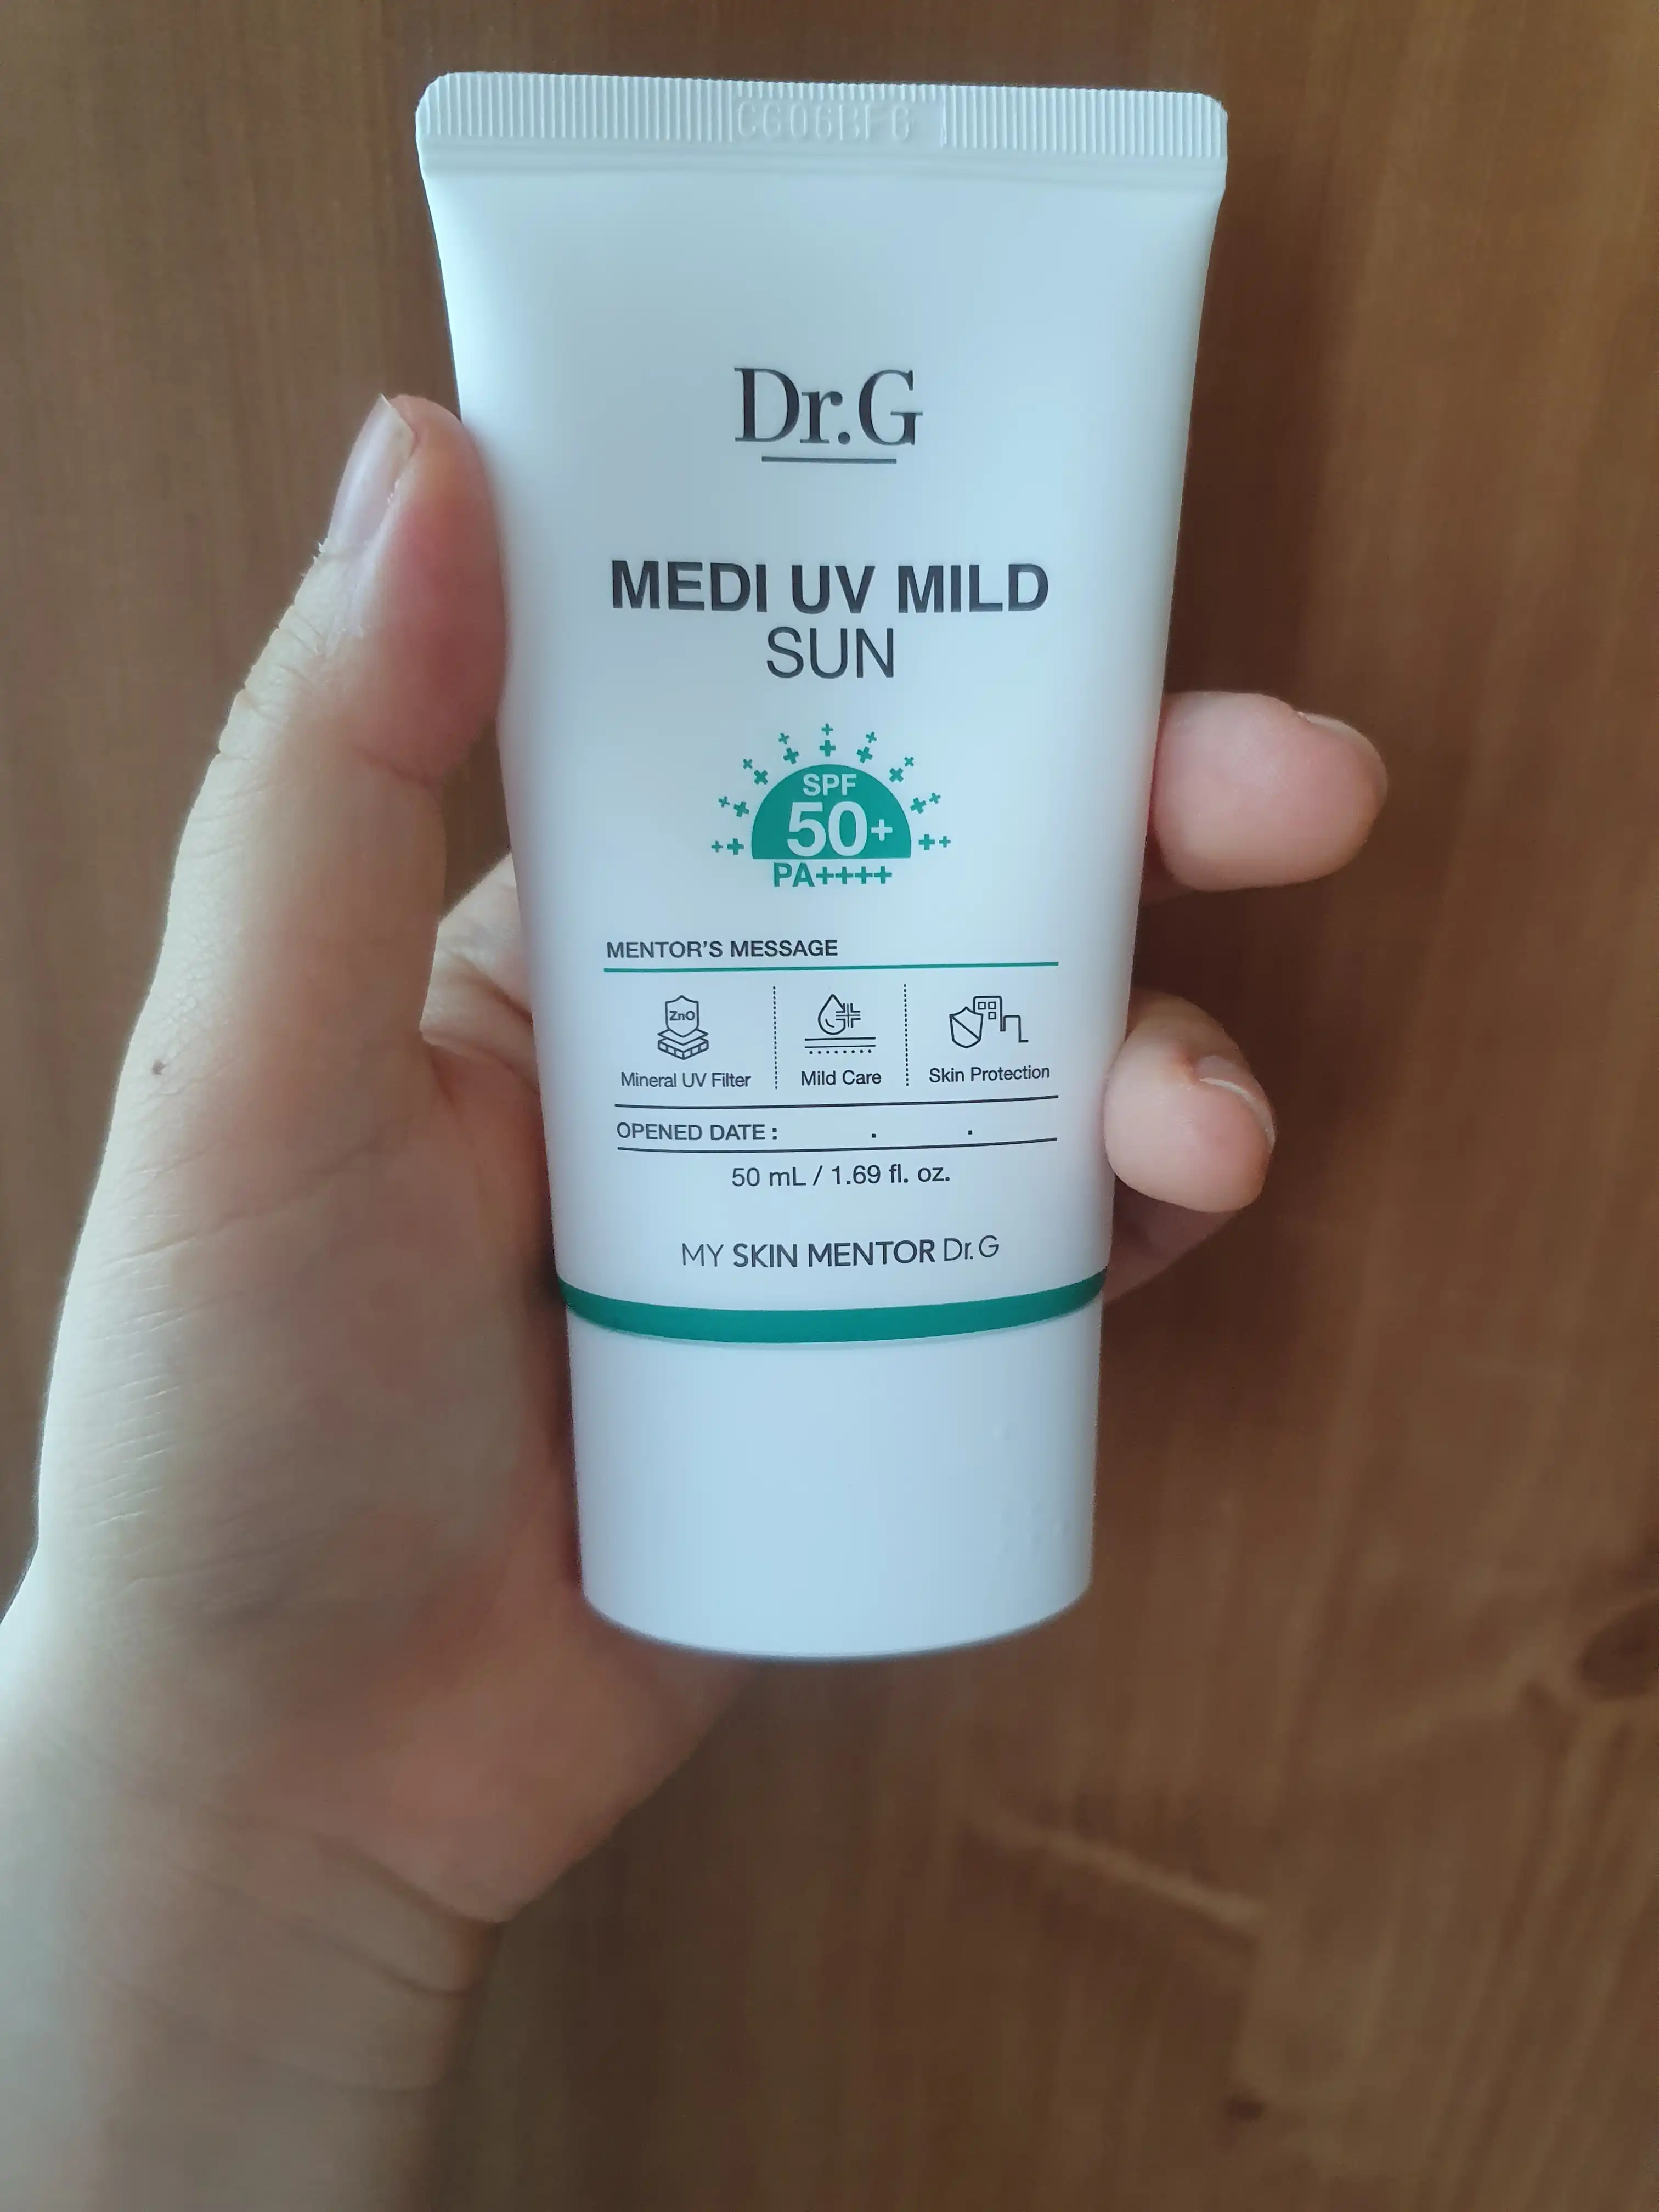 Dr.G
MEDI UV MILD
SUN
SPF
50+
PA++++
MENTOR'S MESSAGE
ZnO
Mineral UV Filter
Mild Care
Skin Protection
OPENED DATE : . .
50 mL / 1.69 fl. oz.
MY SKIN MENTOR Dr.G